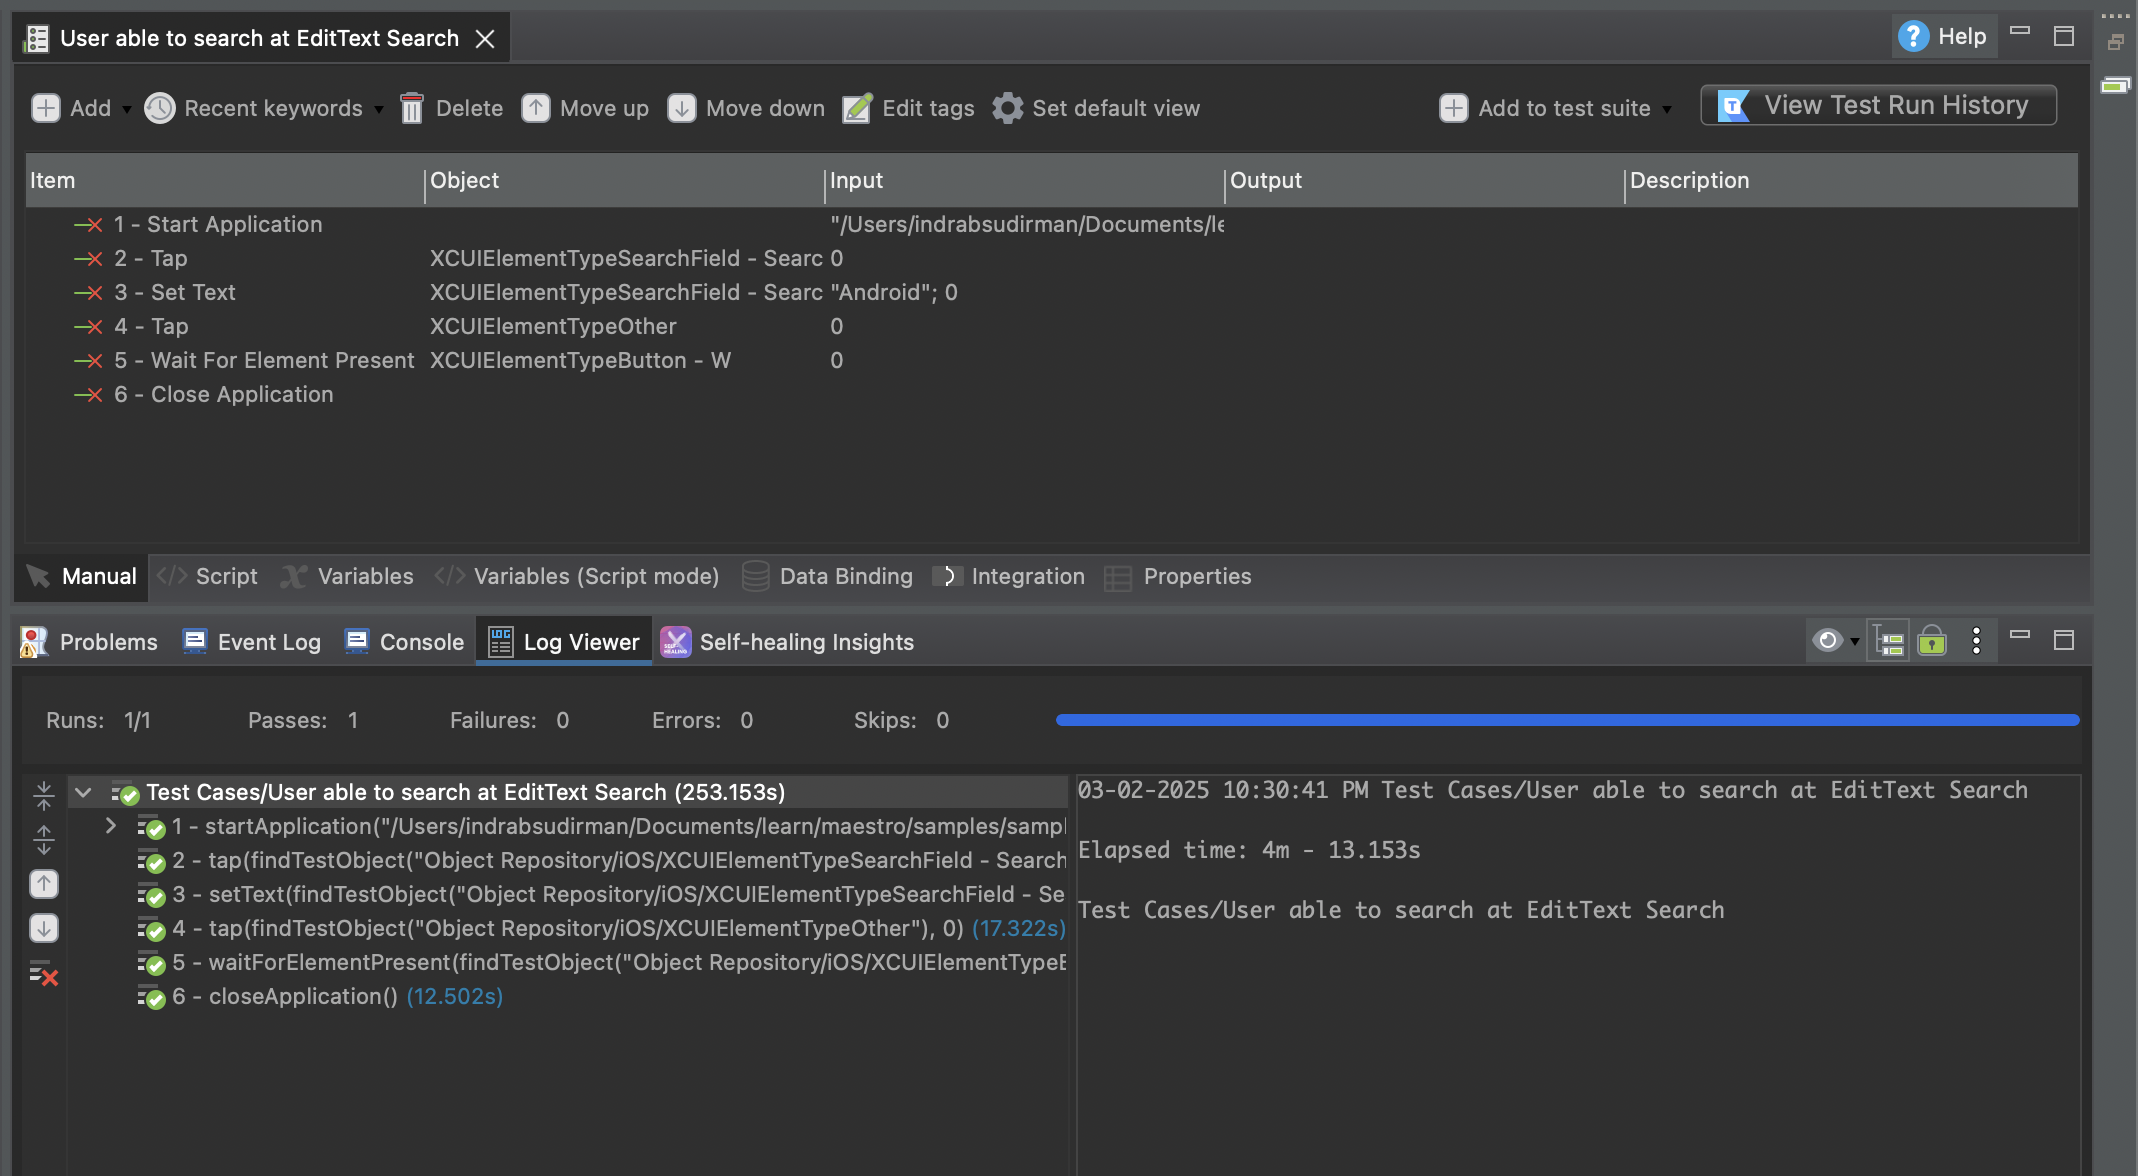 User able to search at EditText Search
Help
Add
Recent keywords
Delete
Move up
Move down
Edit tags
Set default view
Add to test suite
View Test Run History
Item Object Input Output Description
1 - Start Application "/Users/indrabsudirman/Documents/le
2 - Tap XCUIElementTypeSearchField - Searc 0
3 - Set Text XCUIElementTypeSearchField - Searc "Android"; 0
4 - Tap XCUIElementTypeOther 0
5 - Wait For Element Present XCUIElementTypeButton - W 0
6 - Close Application
Manual </> Script Variables </> Variables (Script mode) Data Binding Integration Properties
Problems Event Log Console Log Viewer Self-healing Insights
Runs: 1/1 Passes: 1 Failures: 0 Errors: 0 Skips: 0
Test Cases/User able to search at EditText Search (253.153s)
1 - startApplication("/Users/indrabsudirman/Documents/learn/maestro/samples/sampl
2 - tap(findTestObject("Object Repository/iOS/XCUIElementTypeSearchField - Search
3 - setText(findTestObject("Object Repository/iOS/XCUIElementTypeSearchField - Se
4 - tap(findTestObject("Object Repository/iOS/XCUIElementTypeOther"), 0) (17.322s)
5 - waitForElementPresent(findTestObject("Object Repository/iOS/XCUIElementTypeB
6 - closeApplication() (12.502s)
03-02-2025 10:30:41 PM Test Cases/User able to search at EditText Search
Elapsed time: 4m - 13.153s
Test Cases/User able to search at EditText Search